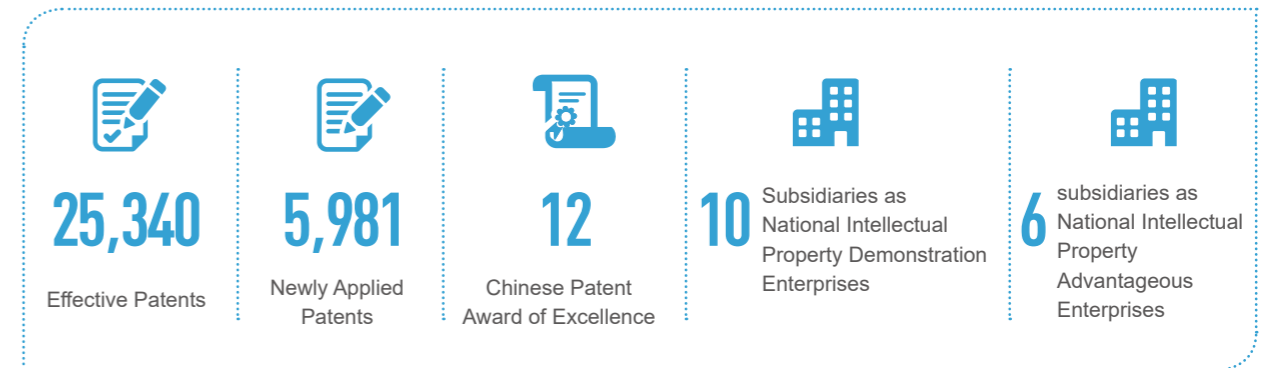 25,340
Effective Patents
5,981
Newly Applied
Patents
12
Chinese Patent
Award of Excellence
10
Subsidiaries as
National Intellectual
Property Demonstration
Enterprises
6
subsidiaries as
National Intellectual
Property
Advantageous
Enterprises